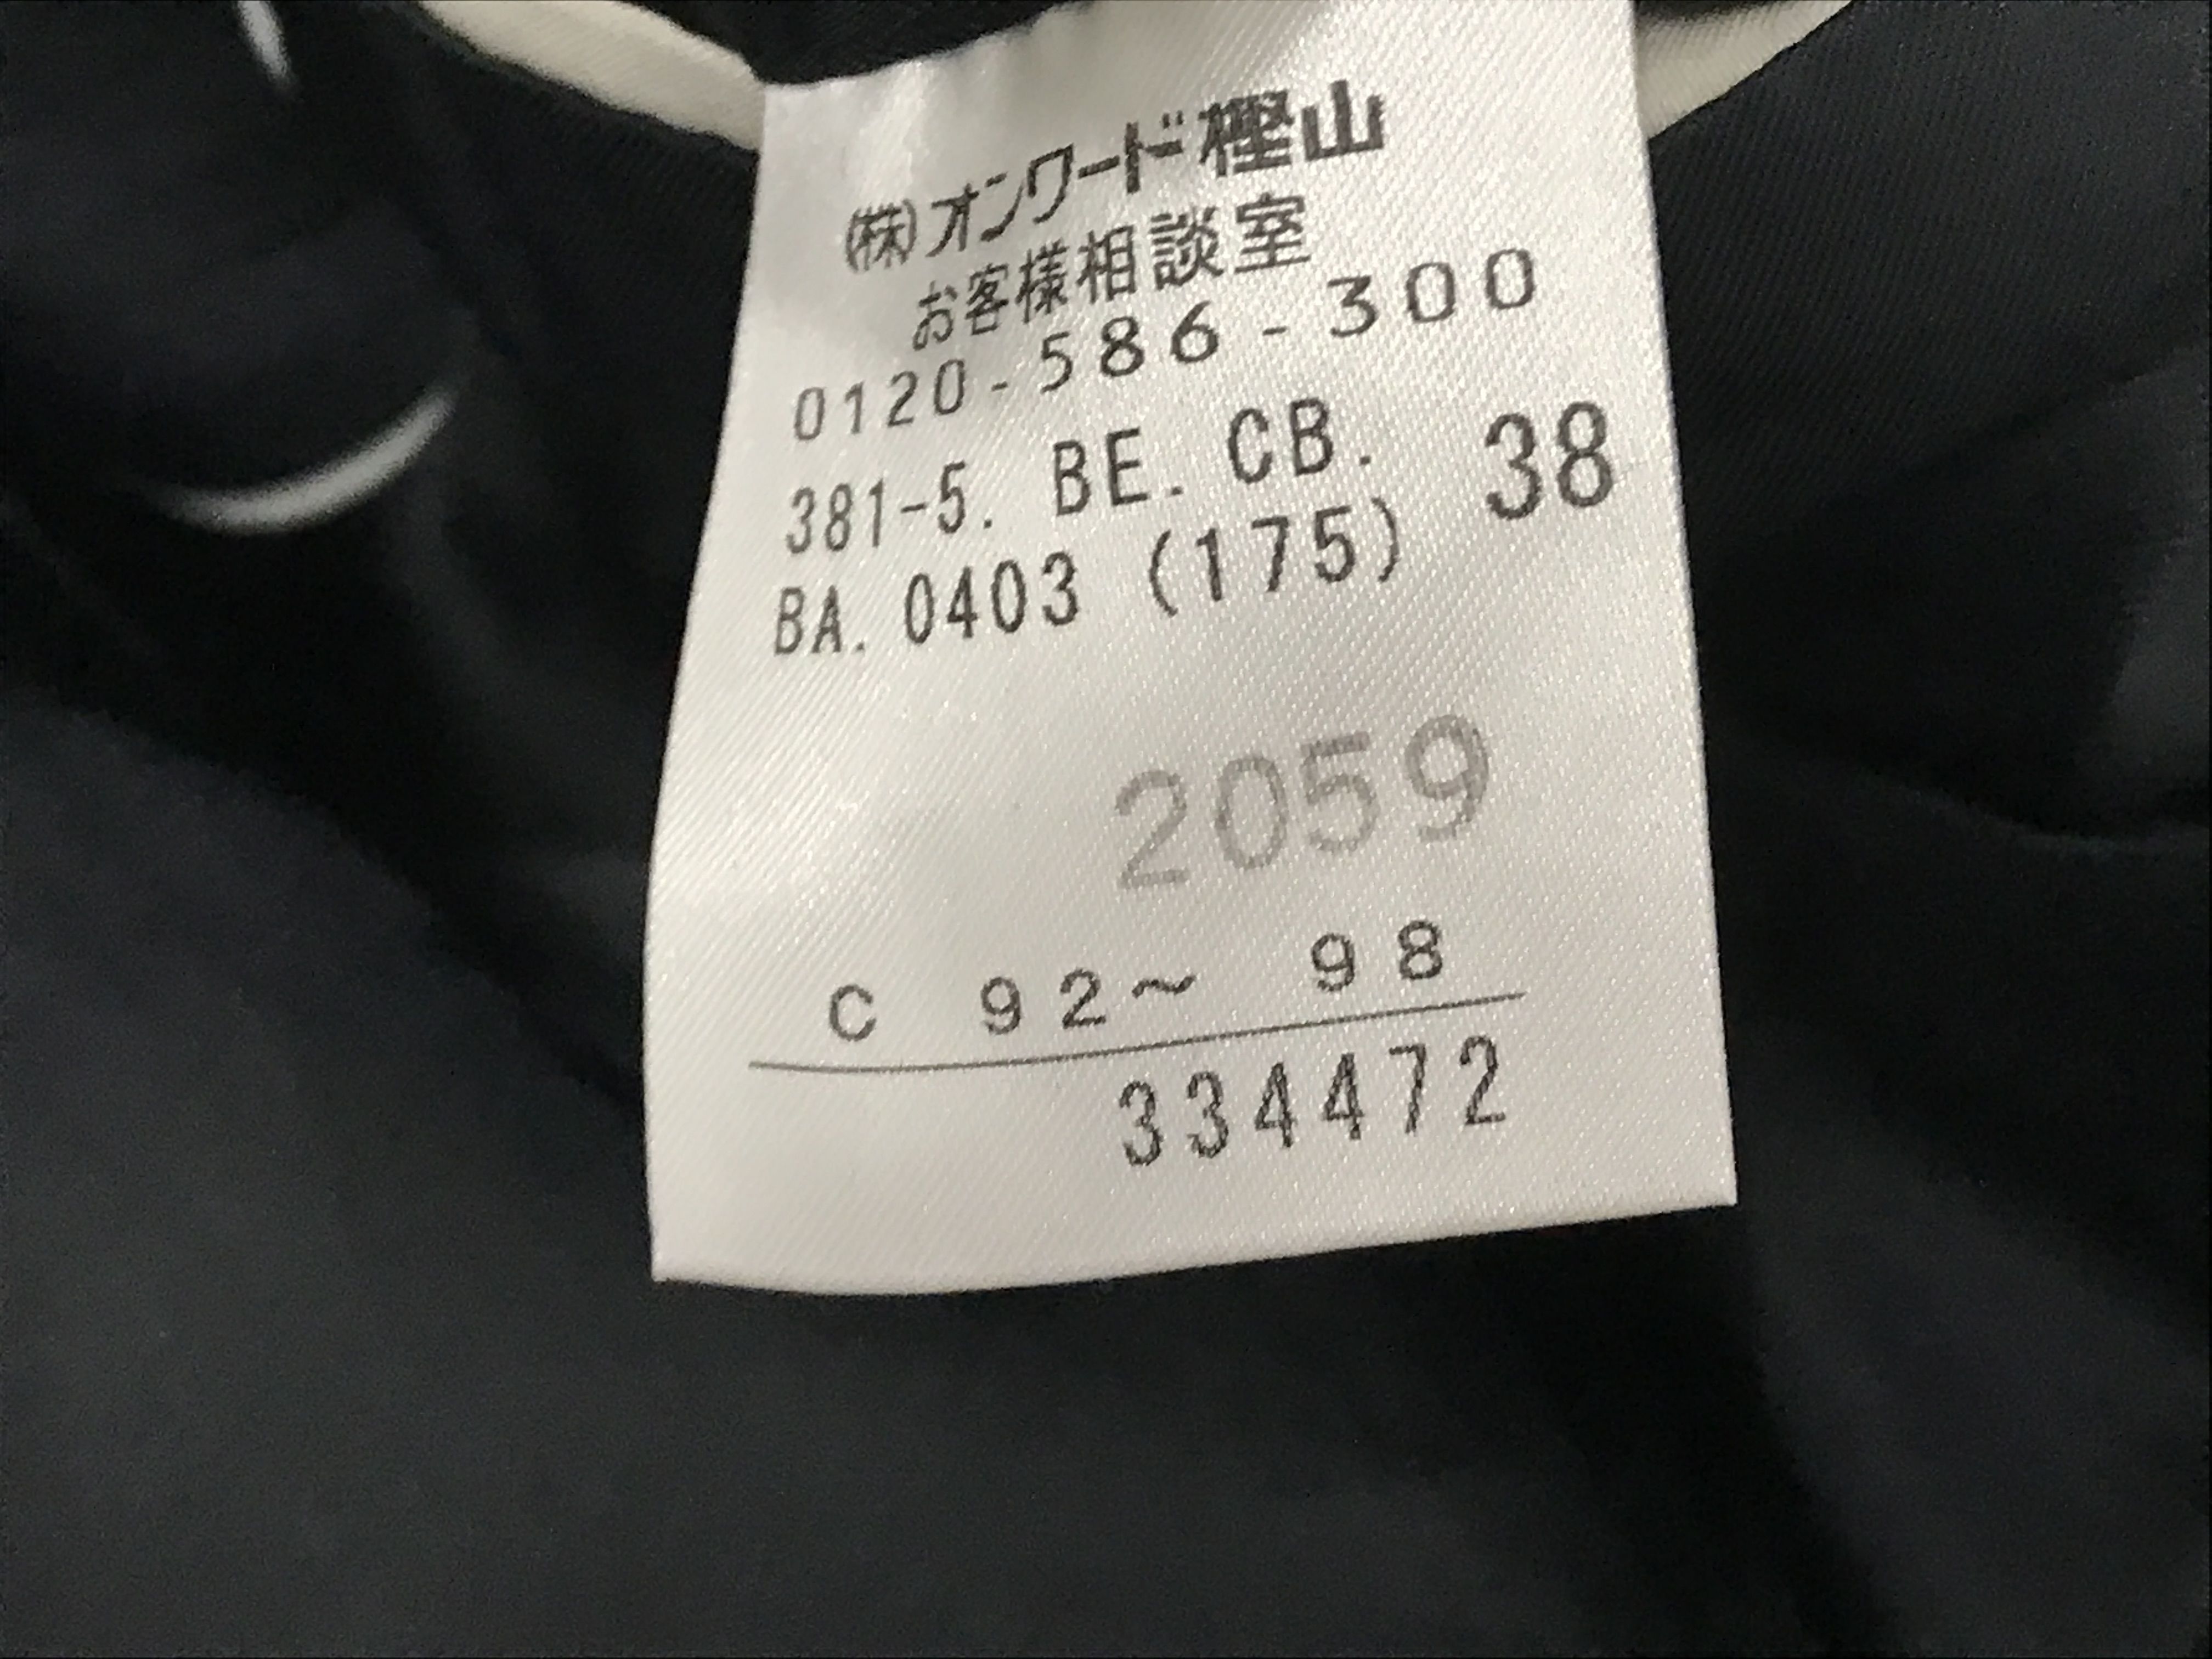 ㈱オンワード樫山
お客様相談室
0120-586-300
381-5. BE. CB. 38
BA. 0403 (175)
2059
C 92~ 98
334472